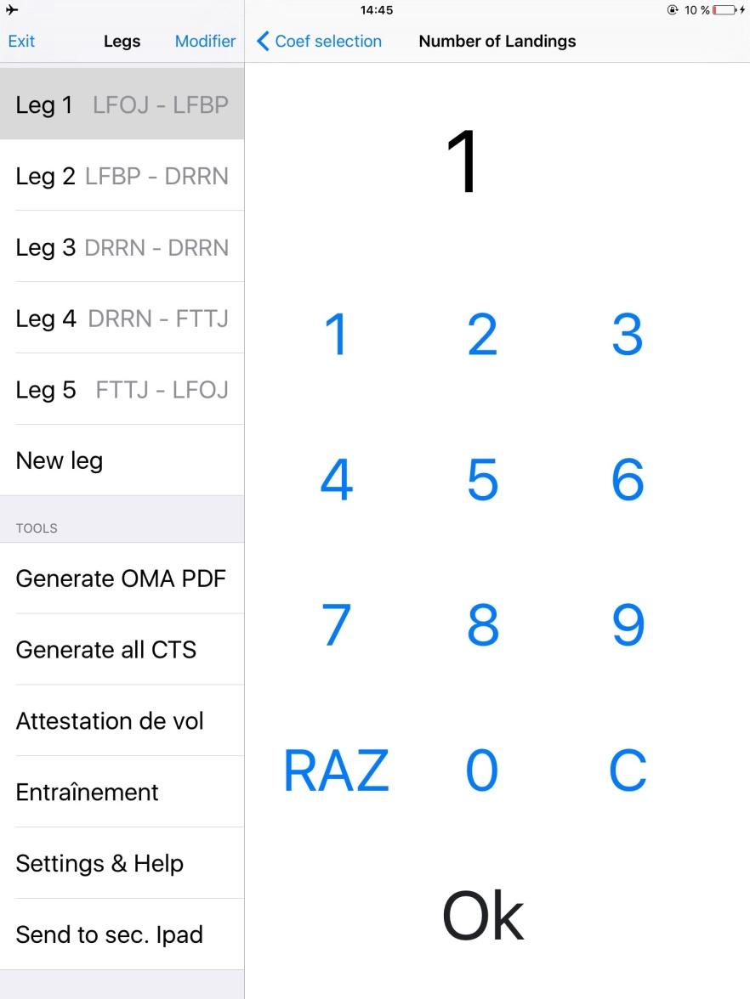 14:45
10 %
Exit
Legs
Modifier
Coef selection
Number of Landings
Leg 1 LFOJ - LFBP
Leg 2 LFBP - DRRN
Leg 3 DRRN - DRRN
Leg 4 DRRN - FTTJ
Leg 5 FTTJ - LFOJ
New leg
TOOLS
Generate OMA PDF
Generate all CTS
Attestation de vol
Entraînement
Settings & Help
Send to sec. Ipad
1
1 2 3
4 5 6
7 8 9
RAZ 0 C
Ok